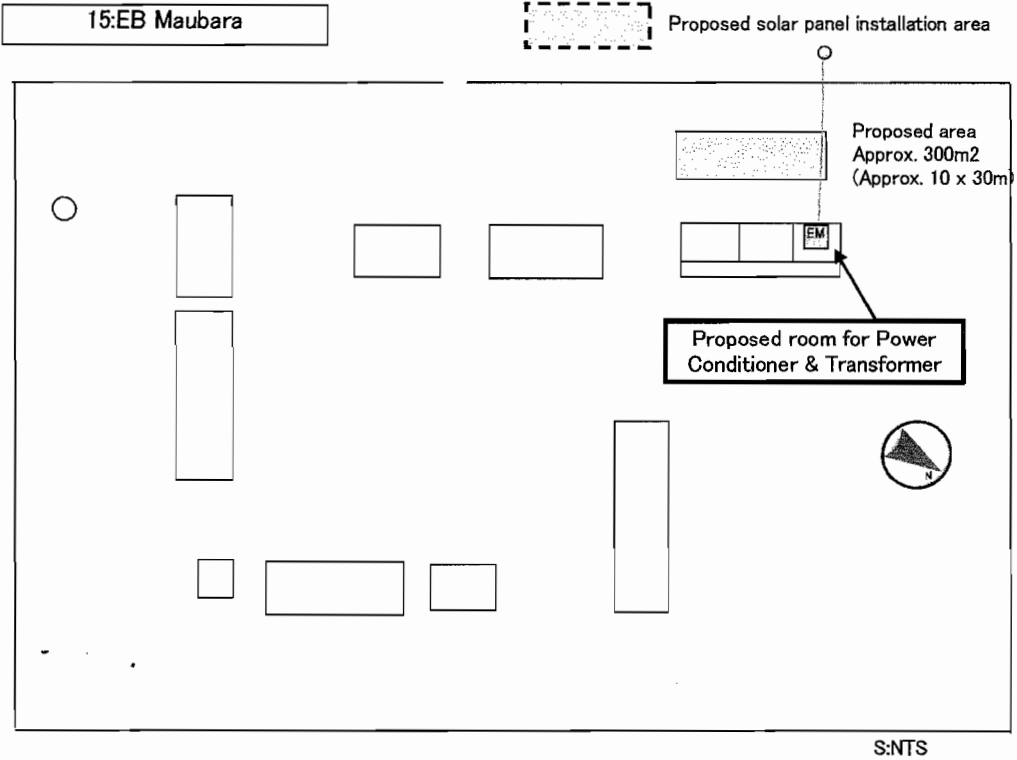 15:EB Maubara
Proposed solar panel installation area
Proposed area
Approx. 300m2
(Approx. 10 x 30m)
EM
Proposed room for Power
Conditioner & Transformer
N
S:NTS